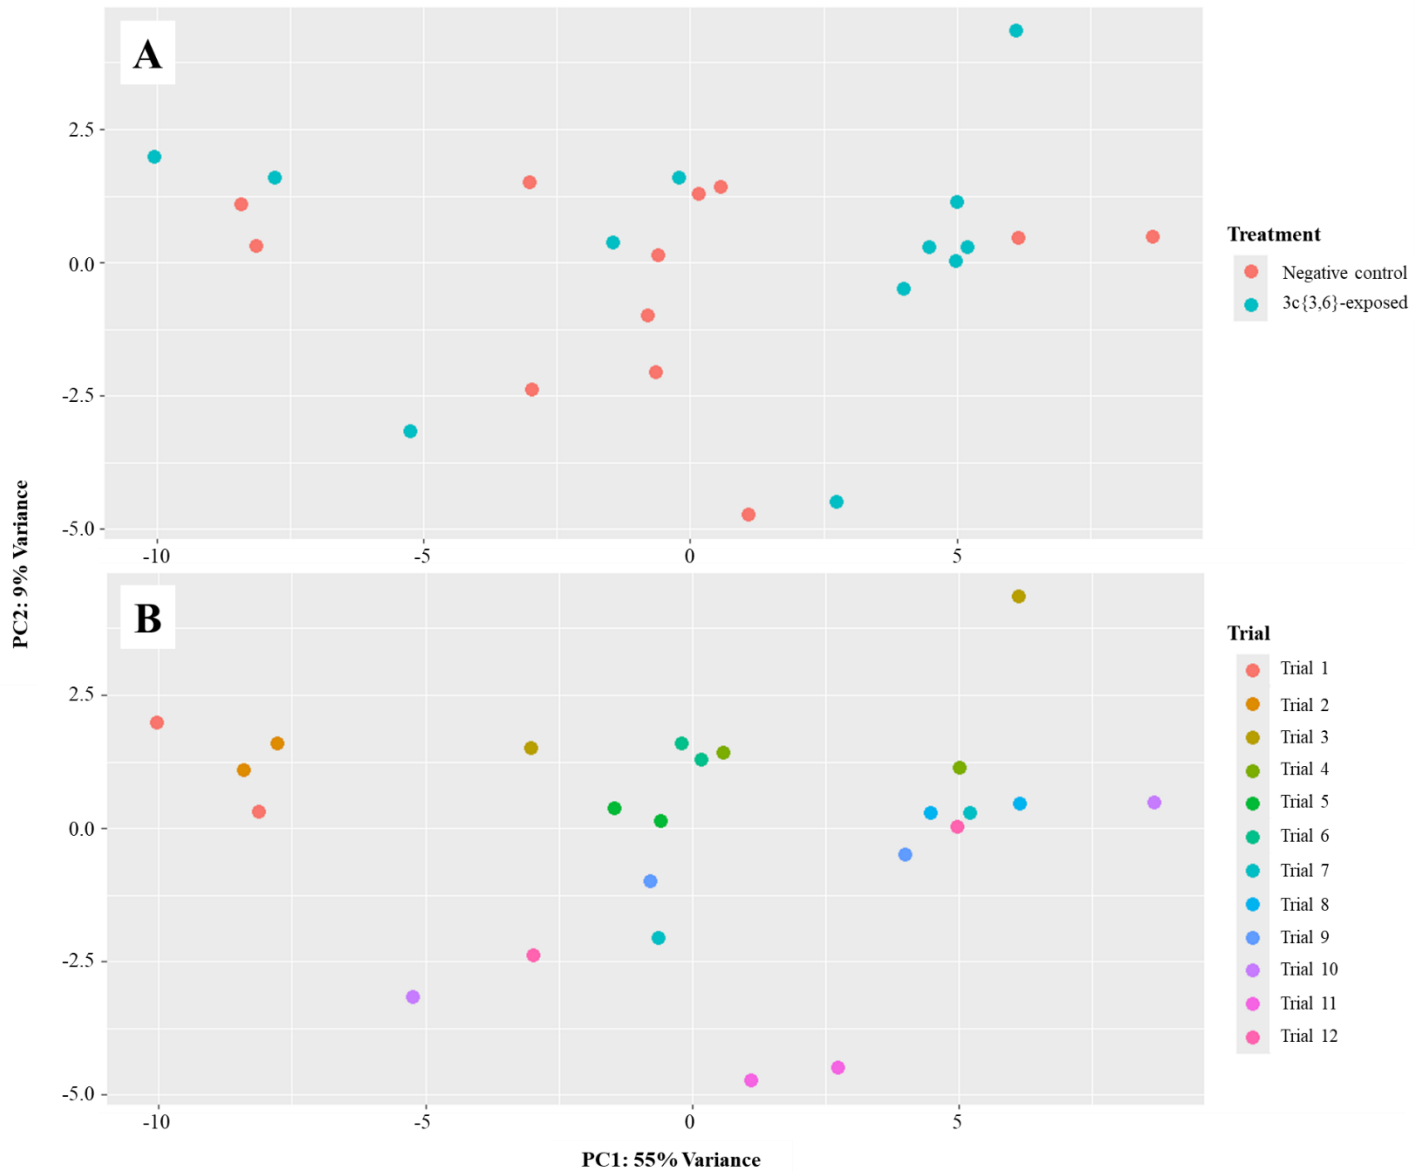 A
2.5
0.0
-2.5
-5.0
-10 -5 0 5
Treatment
Negative control
3c{3,6}-exposed
PC2: 9% Variance
B
2.5
0.0
-2.5
-5.0
-10 -5 0 5
PC1: 55% Variance
Trial
Trial 1
Trial 2
Trial 3
Trial 4
Trial 5
Trial 6
Trial 7
Trial 8
Trial 9
Trial 10
Trial 11
Trial 12